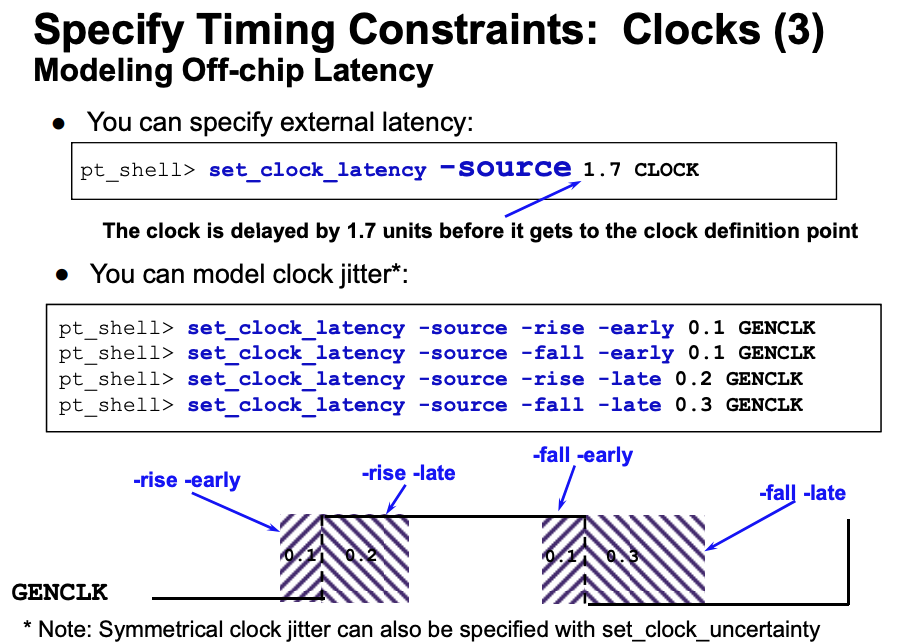 Specify Timing Constraints: Clocks (3)
Modeling Off-chip Latency
● You can specify external latency:
pt_shell> set_clock_latency -source 1.7 CLOCK
The clock is delayed by 1.7 units before it gets to the clock definition point
● You can model clock jitter*:
pt_shell> set_clock_latency -source -rise -early 0.1 GENCLK
pt_shell> set_clock_latency -source -fall -early 0.1 GENCLK
pt_shell> set_clock_latency -source -rise -late 0.2 GENCLK
pt_shell> set_clock_latency -source -fall -late 0.3 GENCLK
-rise -early
-rise -late
-fall -early
-fall -late
0.1
0.2
0.1
0.3
GENCLK
* Note: Symmetrical clock jitter can also be specified with set_clock_uncertainty